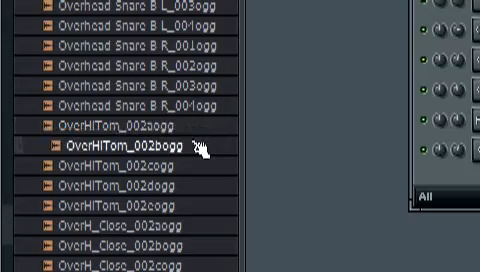 Overhead Snare B L_003ogg
Overhead Snare B L_004ogg
Overhead Snare B R_001ogg
Overhead Snare B R_002ogg
Overhead Snare B R_003ogg
Overhead Snare B R_004ogg
OverHiTom_002aogg
OverHiTom_002bogg
OverHiTom_002cogg
OverHiTom_002dogg
OverHiTom_002eogg
OverH_Close_002aogg
OverH_Close_002bogg
OverH_Close_002cogg
All